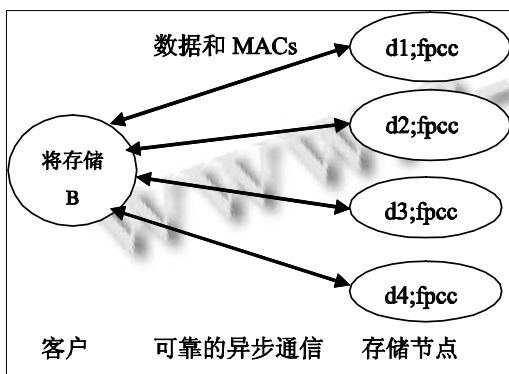 数据和 MACs
d1;fpcc
d2;fpcc
将存储
B
d3;fpcc
d4;fpcc
客户 可靠的异步通信 存储节点